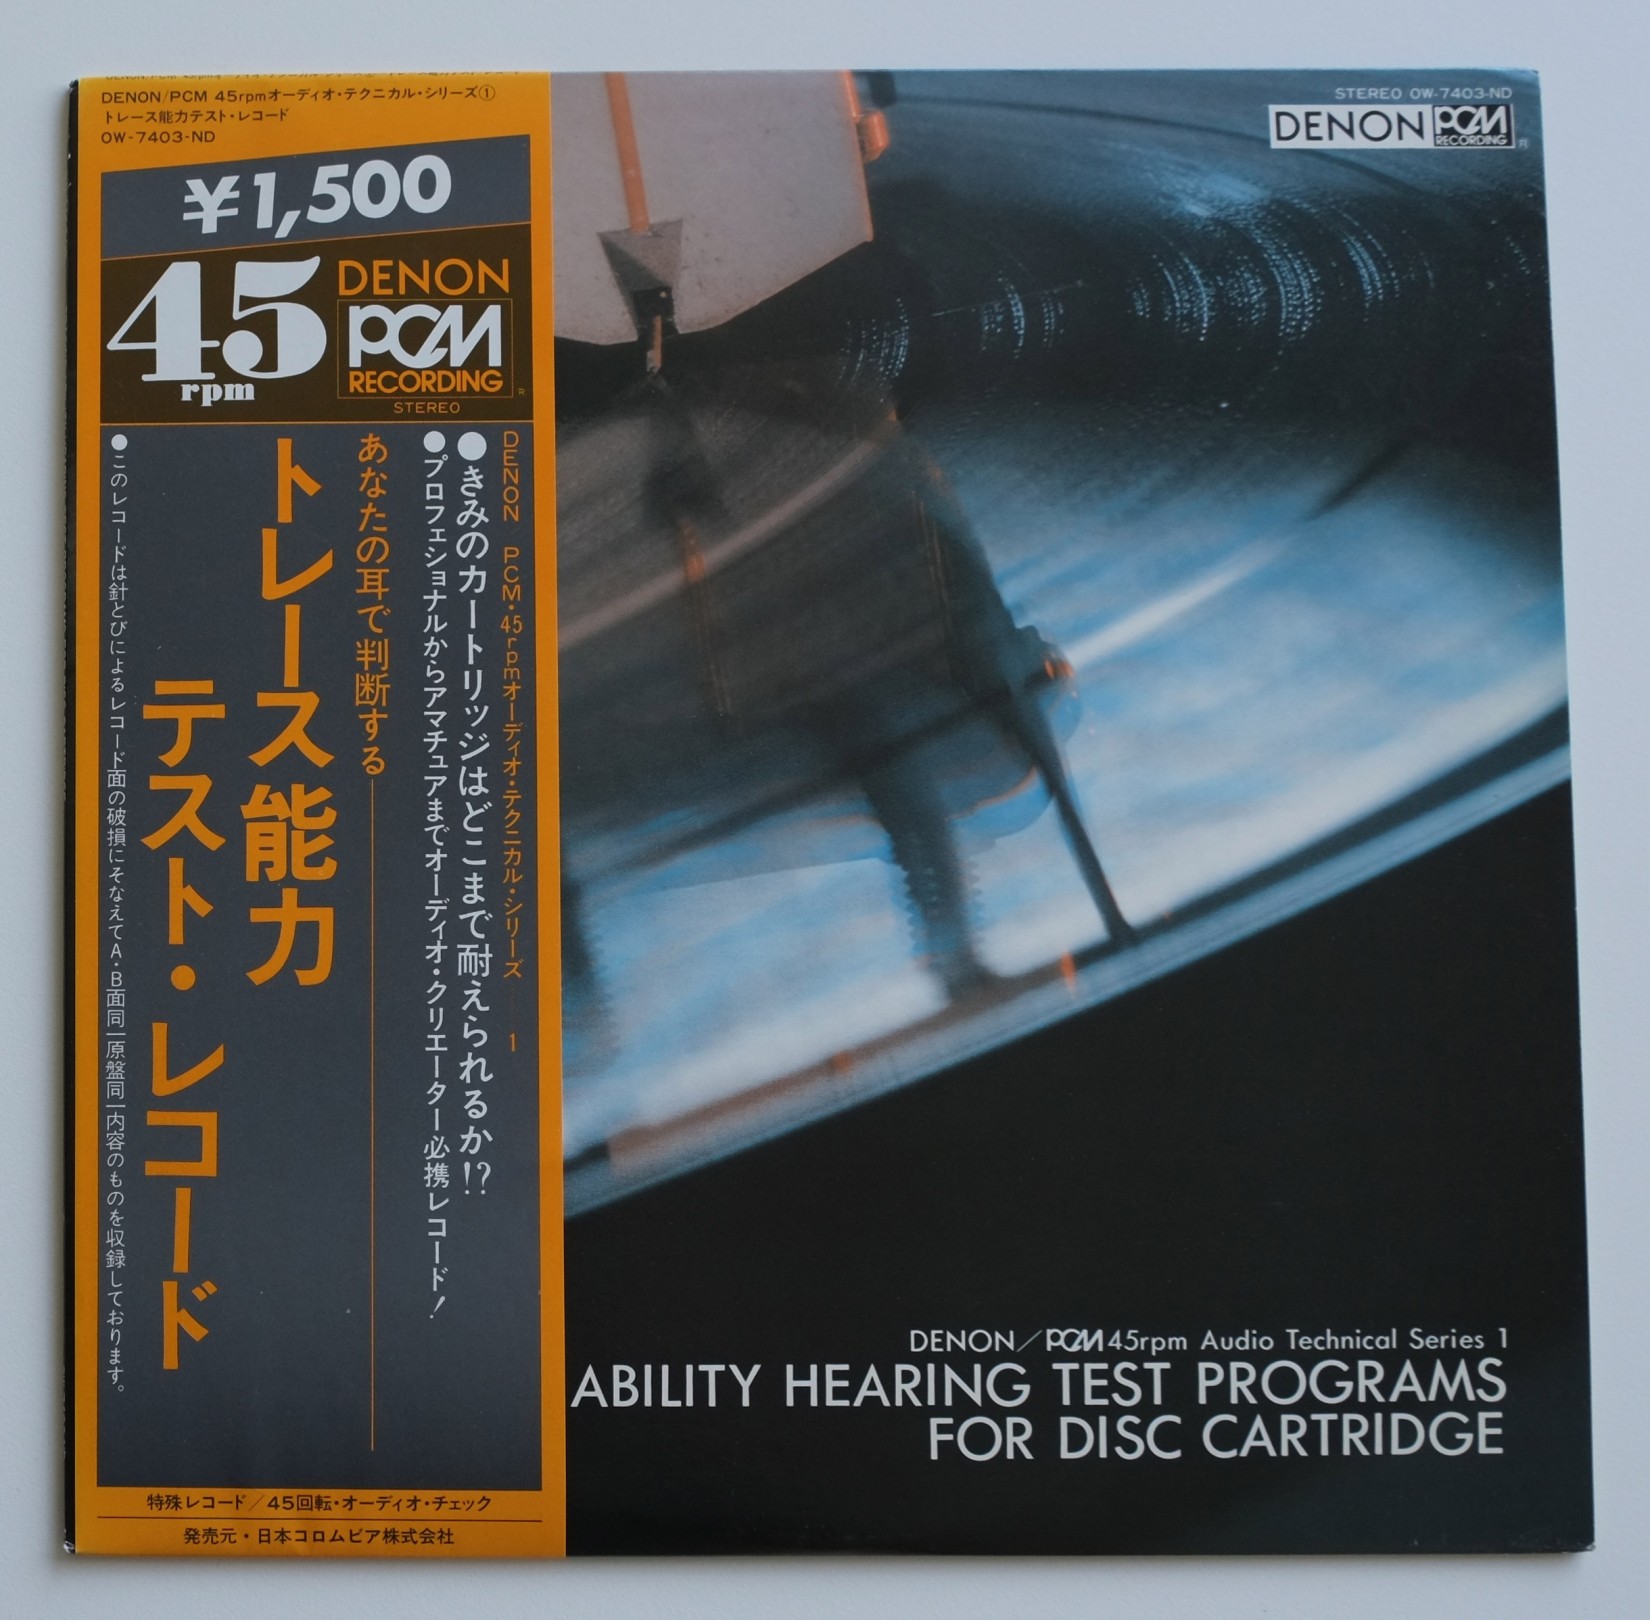 DENON/PCM 45rpmオーディオ・テクニカル・シリーズ①
トレース能力テスト・レコード
OW-7403-ND
¥1,500
45
rpm
DENON
PCM
RECORDING
R
STEREO
DENON PCM・45rpmオーディオ・テクニカル・シリーズ 1
●きみのカートリッジはどこまで耐えられるか!?
●プロフェショナルからアマチュアまでオーディオ・クリエーター必携レコード!
あなたの耳で判断する
トレース能力
テスト・レコード
●このレコードは針とびによるレコード面の破損にそなえてA・B面同一原盤同一内容のものを収録しております。
特殊レコード/45回転・オーディオ・チェック
発売元・日本コロムビア株式会社
STEREO OW-7403-ND
DENON PCM
RECORDING
R
DENON/PCM 45rpm Audio Technical Series 1
ABILITY HEARING TEST PROGRAMS
FOR DISC CARTRIDGE